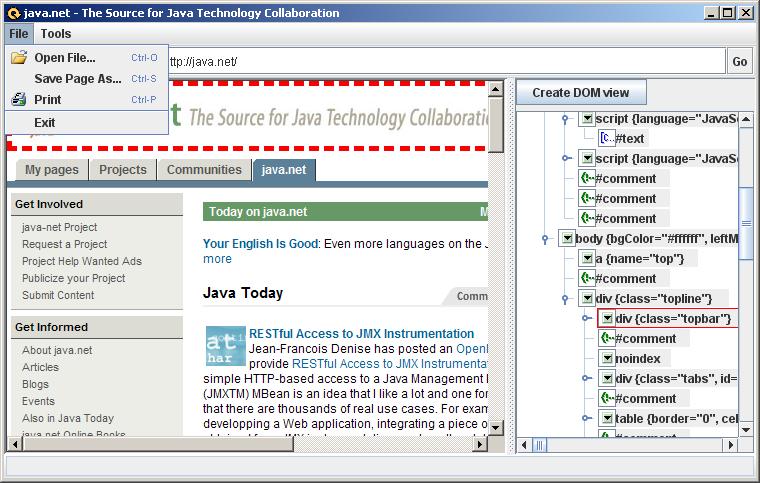 java.net - The Source for Java Technology Collaboration
File Tools
Open File... Ctrl-O
Save Page As... Ctrl-S
Print Ctrl-P
Exit
ttp://java.net/
Go
The Source for Java Technology Collaboratio
My pages Projects Communities java.net
Get Involved
java-net Project
Request a Project
Project Help Wanted Ads
Publicize your Project
Submit Content
Get Informed
About java.net
Articles
Blogs
Events
Also in Java Today
java.net Online Books
Today on java.net M
Your English Is Good: Even more languages on the J
more
Java Today
Comm
RESTful Access to JMX Instrumentation
Jean-Francois Denise has posted an Open
provide RESTful Access to JMX Instrumenta
simple HTTP-based access to a Java Management
(JMXTM) MBean is an idea that I like a lot and one for
that there are thousands of real use cases. For exam
developping a Web application, integrating a piece o
Create DOM view
script {language="JavaSc
#text
script {language="JavaSc
#comment
#comment
#comment
body {bgColor="#ffffff", leftM
a {name="top"}
#comment
div {class="topline"}
div {class="topbar"}
#comment
noindex
div {class="tabs", id=
#comment
table {border="0", cel
#comment